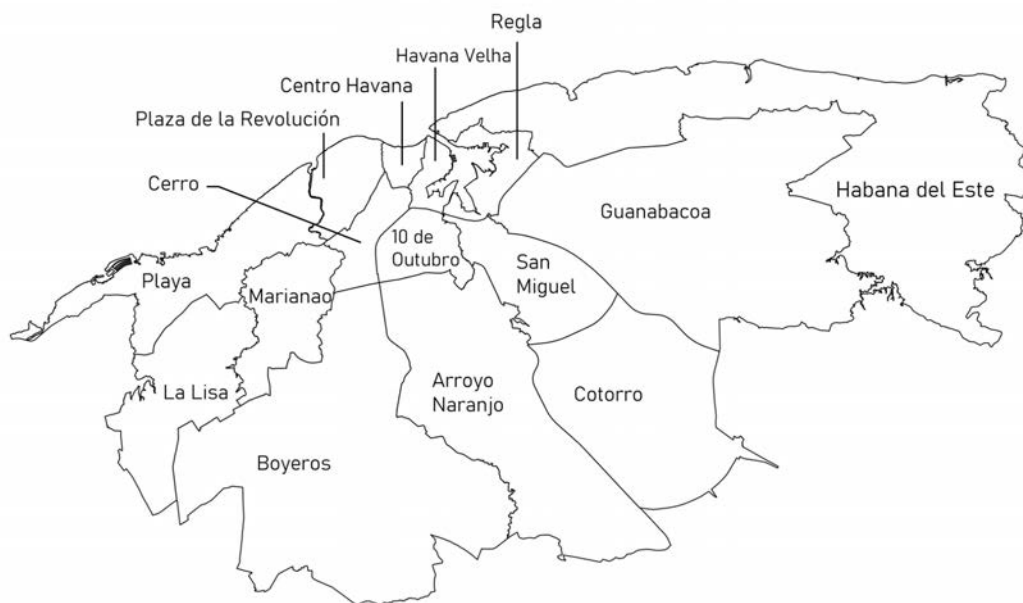 Regla
Havana Velha
Centro Havana
Plaza de la Revolución
Cerro
Habana del Este
Guanabacoa
10 de
Outubro
San
Miguel
Playa
Marianao
La Lisa
Arroyo
Naranjo
Cotorro
Boyeros